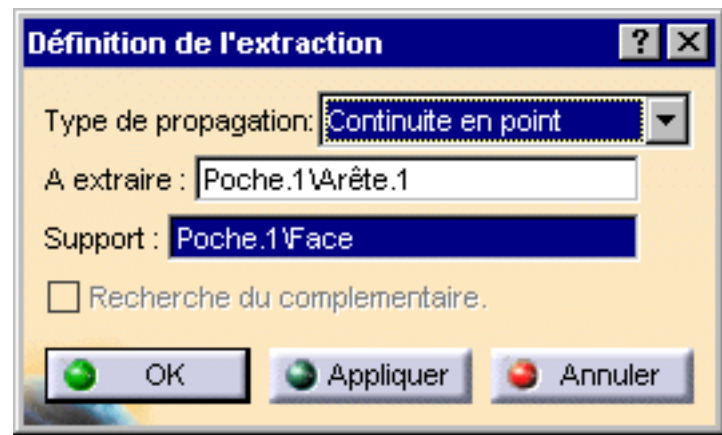 Définition de l'extraction
Type de propagation: Continuite en point
A extraire : Poche.1\Arête.1
Support : Poche.1\Face
Recherche du complementaire.
OK Appliquer Annuler